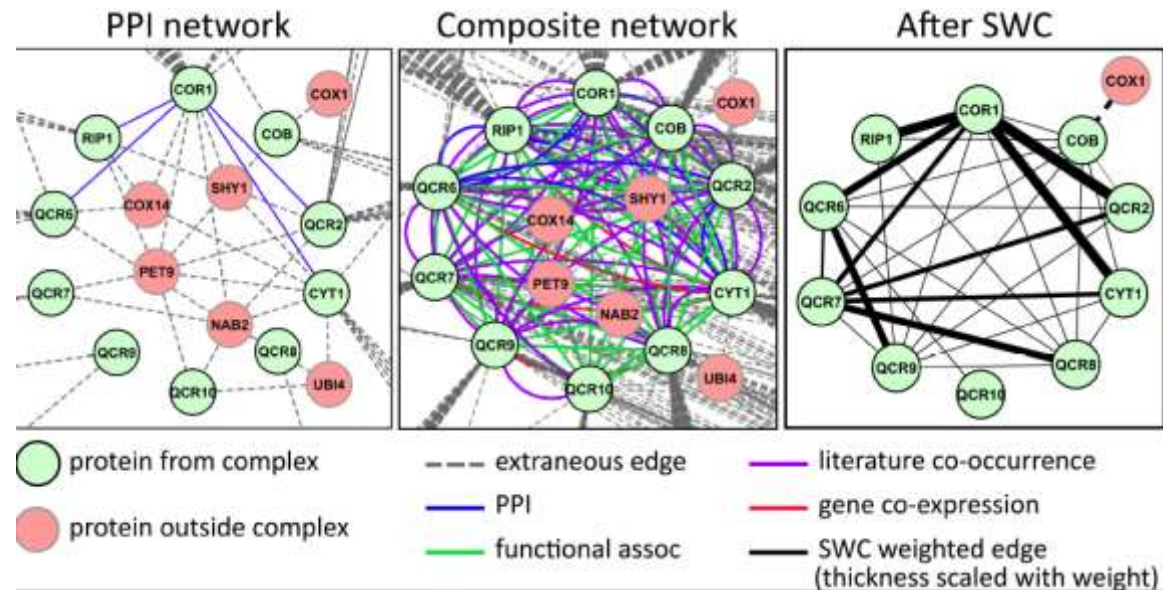 PPI network
Composite network
After SWC
COR1
COX1
RIP1
COB
SHY1
COX14
QCR6
QCR2
PET9
QCR7
CYT1
NAB2
QCR9
QCR8
QCR10
UBI4
COR1
COX1
RIP1
COB
QCR6
QCR2
SHY1
COX14
QCR7
PET9
CYT1
NAB2
QCR9
QCR8
UBI4
QCR10
COX1
COR1
RIP1
COB
QCR6
QCR2
QCR7
CYT1
QCR9
QCR8
QCR10
protein from complex
protein outside complex
extraneous edge
PPI
functional assoc
literature co-occurrence
gene co-expression
SWC weighted edge
(thickness scaled with weight)